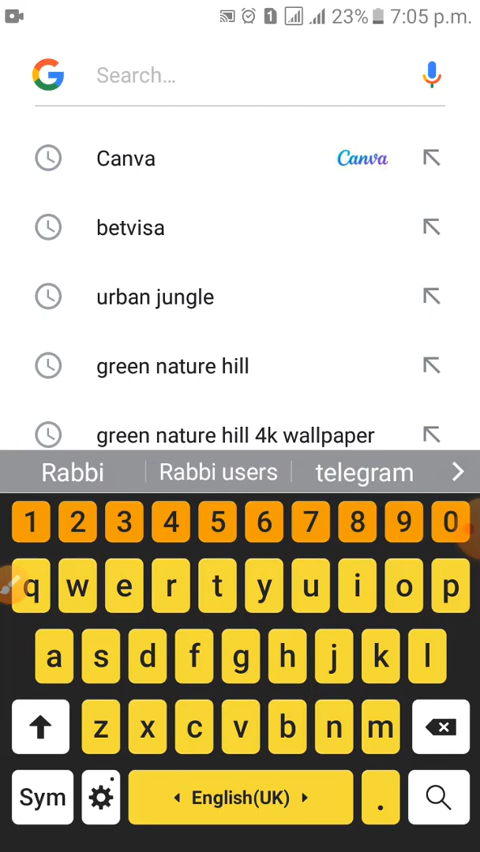 1 23% 7:05 p.m.
G Search...
Canva Canva
betvisa
urban jungle
green nature hill
green nature hill 4k wallpaper
Rabbi Rabbi users telegram
1 2 3 4 5 6 7 8 9 0
q w e r t y u i o p
a s d f g h j k l
z x c v b n m
Sym English(UK) .